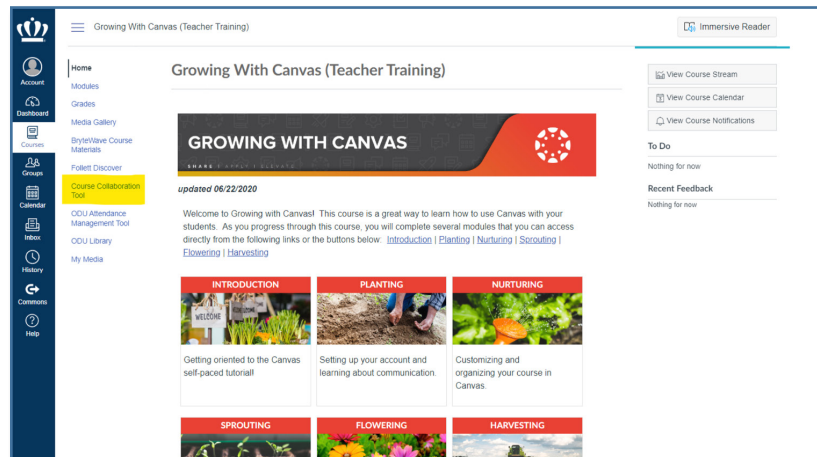 Growing With Canvas (Teacher Training)
Immersive Reader
Account
Dashboard
Courses
Groups
Calendar
Inbox
History
Commons
Help
Home
Modules
Grades
Media Gallery
BryteWave Course
Materials
Follett Discover
Course Collaboration
Tool
ODU Attendance
Management Tool
ODU Library
My Media
Growing With Canvas (Teacher Training)
GROWING WITH CANVAS
SHARE | APPLY | ELEVATE
updated 06/22/2020
Welcome to Growing with Canvas! This course is a great way to learn how to use Canvas with your
students. As you progress through this course, you will complete several modules that you can access
directly from the following links or the buttons below: Introduction | Planting | Nurturing | Sprouting |
Flowering | Harvesting
INTRODUCTION
WELCOME
Getting oriented to the Canvas
self-paced tutorial!
PLANTING
Setting up your account and
learning about communication.
NURTURING
Customizing and
organizing your course in
Canvas.
SPROUTING
FLOWERING
HARVESTING
View Course Stream
View Course Calendar
View Course Notifications
To Do
Nothing for now
Recent Feedback
Nothing for now